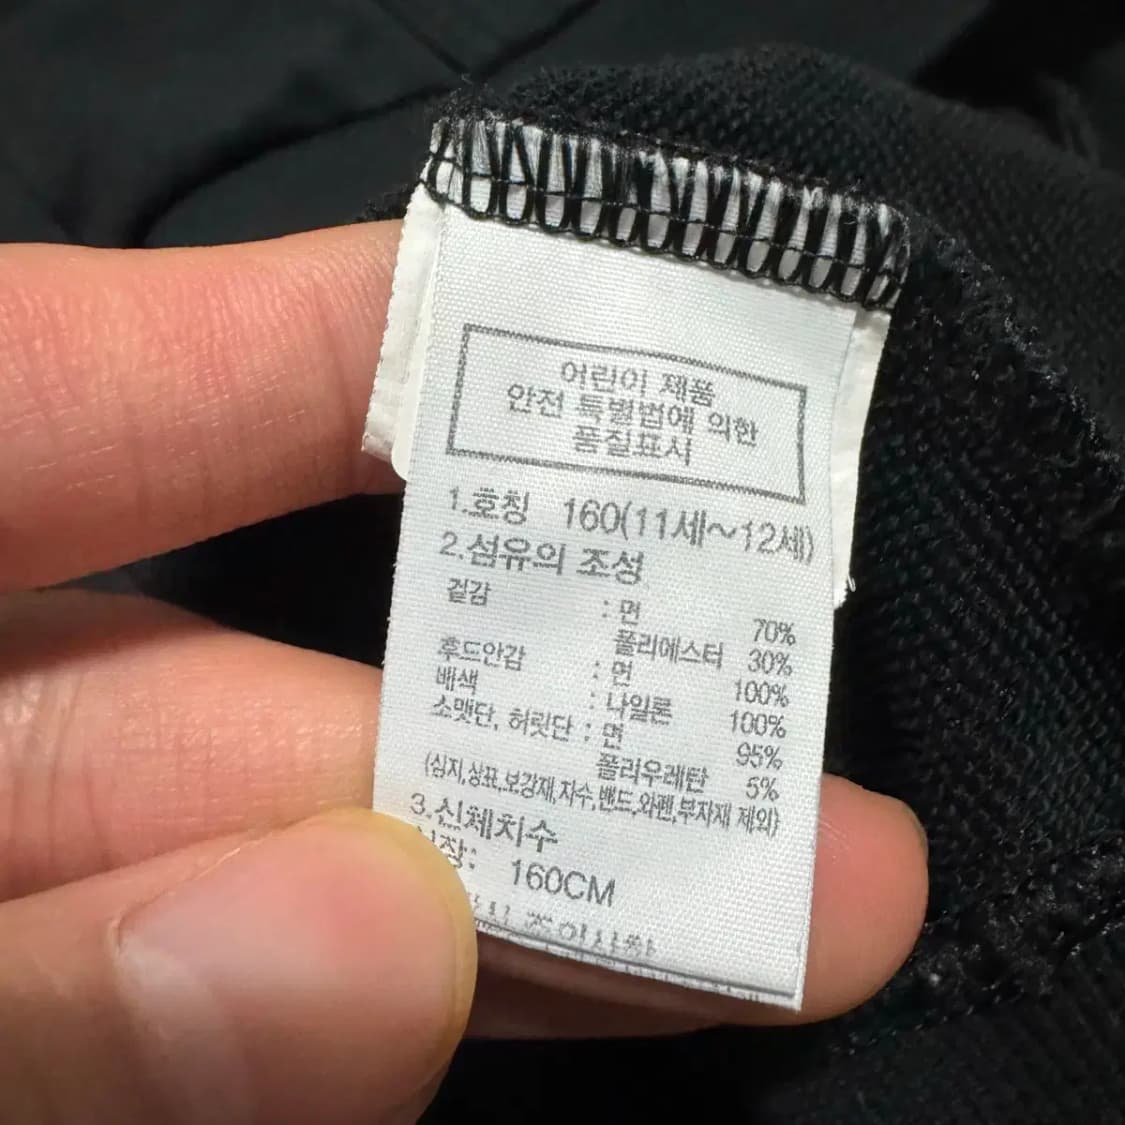 어린이 제품
안전 특별법에 의한
품질표시
1.호칭 160(11세~12세)
2.섬유의 조성
겉감 : 면 70%
폴리에스터 30%
후드안감 : 면 100%
배색 : 나일론 100%
소맷단, 허릿단 : 면 95%
폴리우레탄 5%
(심지,상표,보강재,자수,밴드,와펜,부자재 제외)
3.신체치수
160CM